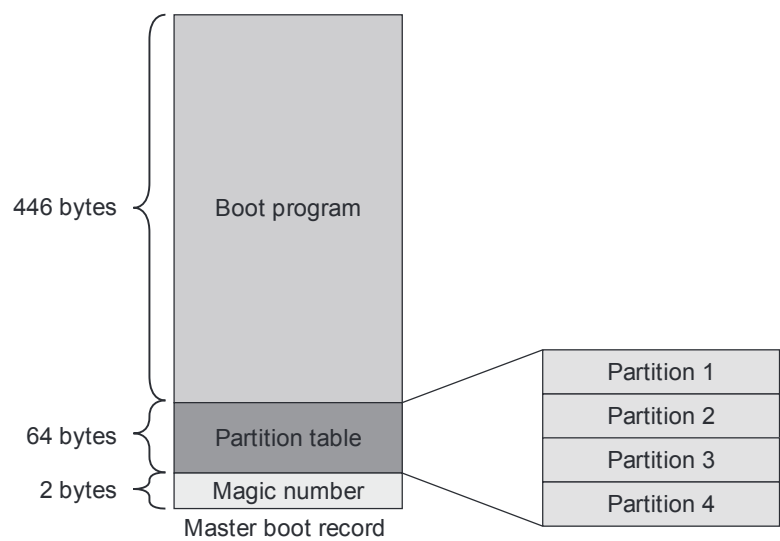 446 bytes
Boot program
64 bytes
Partition table
2 bytes
Magic number
Master boot record
Partition 1
Partition 2
Partition 3
Partition 4